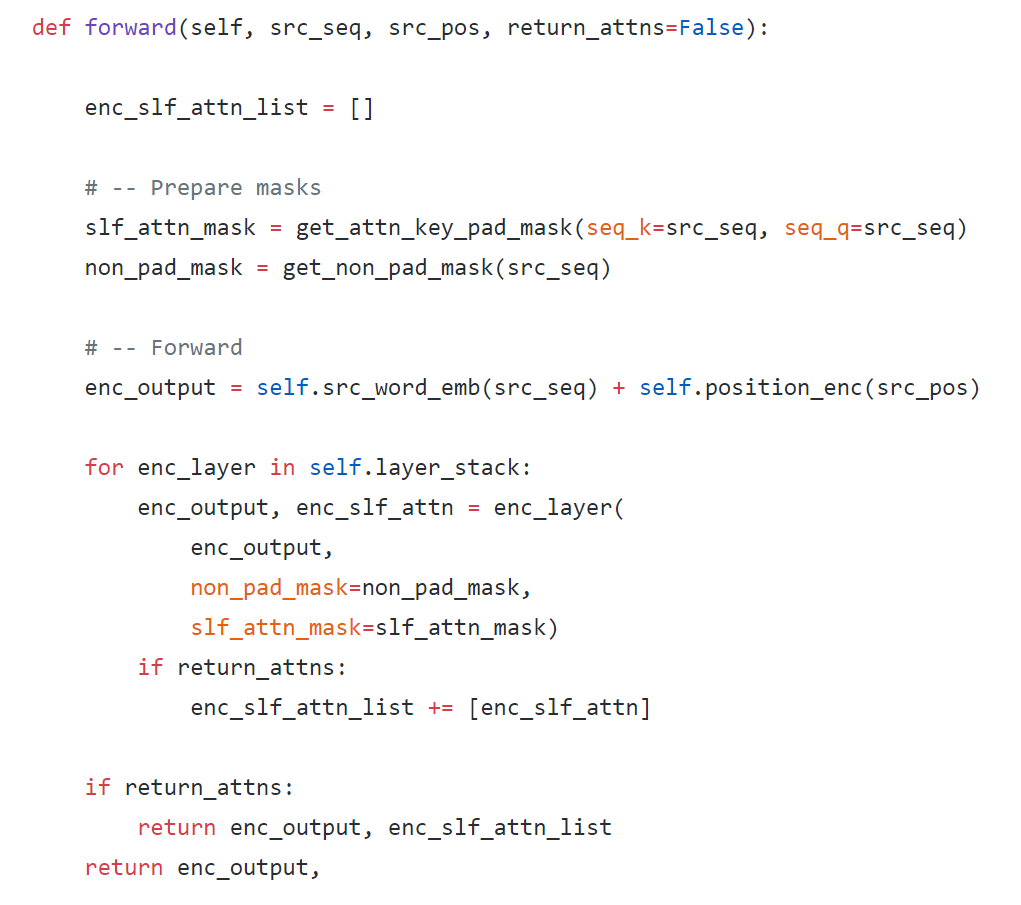 def forward(self, src_seq, src_pos, return_attns=False):
    enc_slf_attn_list = []
    # -- Prepare masks
    slf_attn_mask = get_attn_key_pad_mask(seq_k=src_seq, seq_q=src_seq)
    non_pad_mask = get_non_pad_mask(src_seq)
    # -- Forward
    enc_output = self.src_word_emb(src_seq) + self.position_enc(src_pos)
    for enc_layer in self.layer_stack:
        enc_output, enc_slf_attn = enc_layer(
            enc_output,
            non_pad_mask=non_pad_mask,
            slf_attn_mask=slf_attn_mask)
        if return_attns:
            enc_slf_attn_list += [enc_slf_attn]
    if return_attns:
        return enc_output, enc_slf_attn_list
    return enc_output,